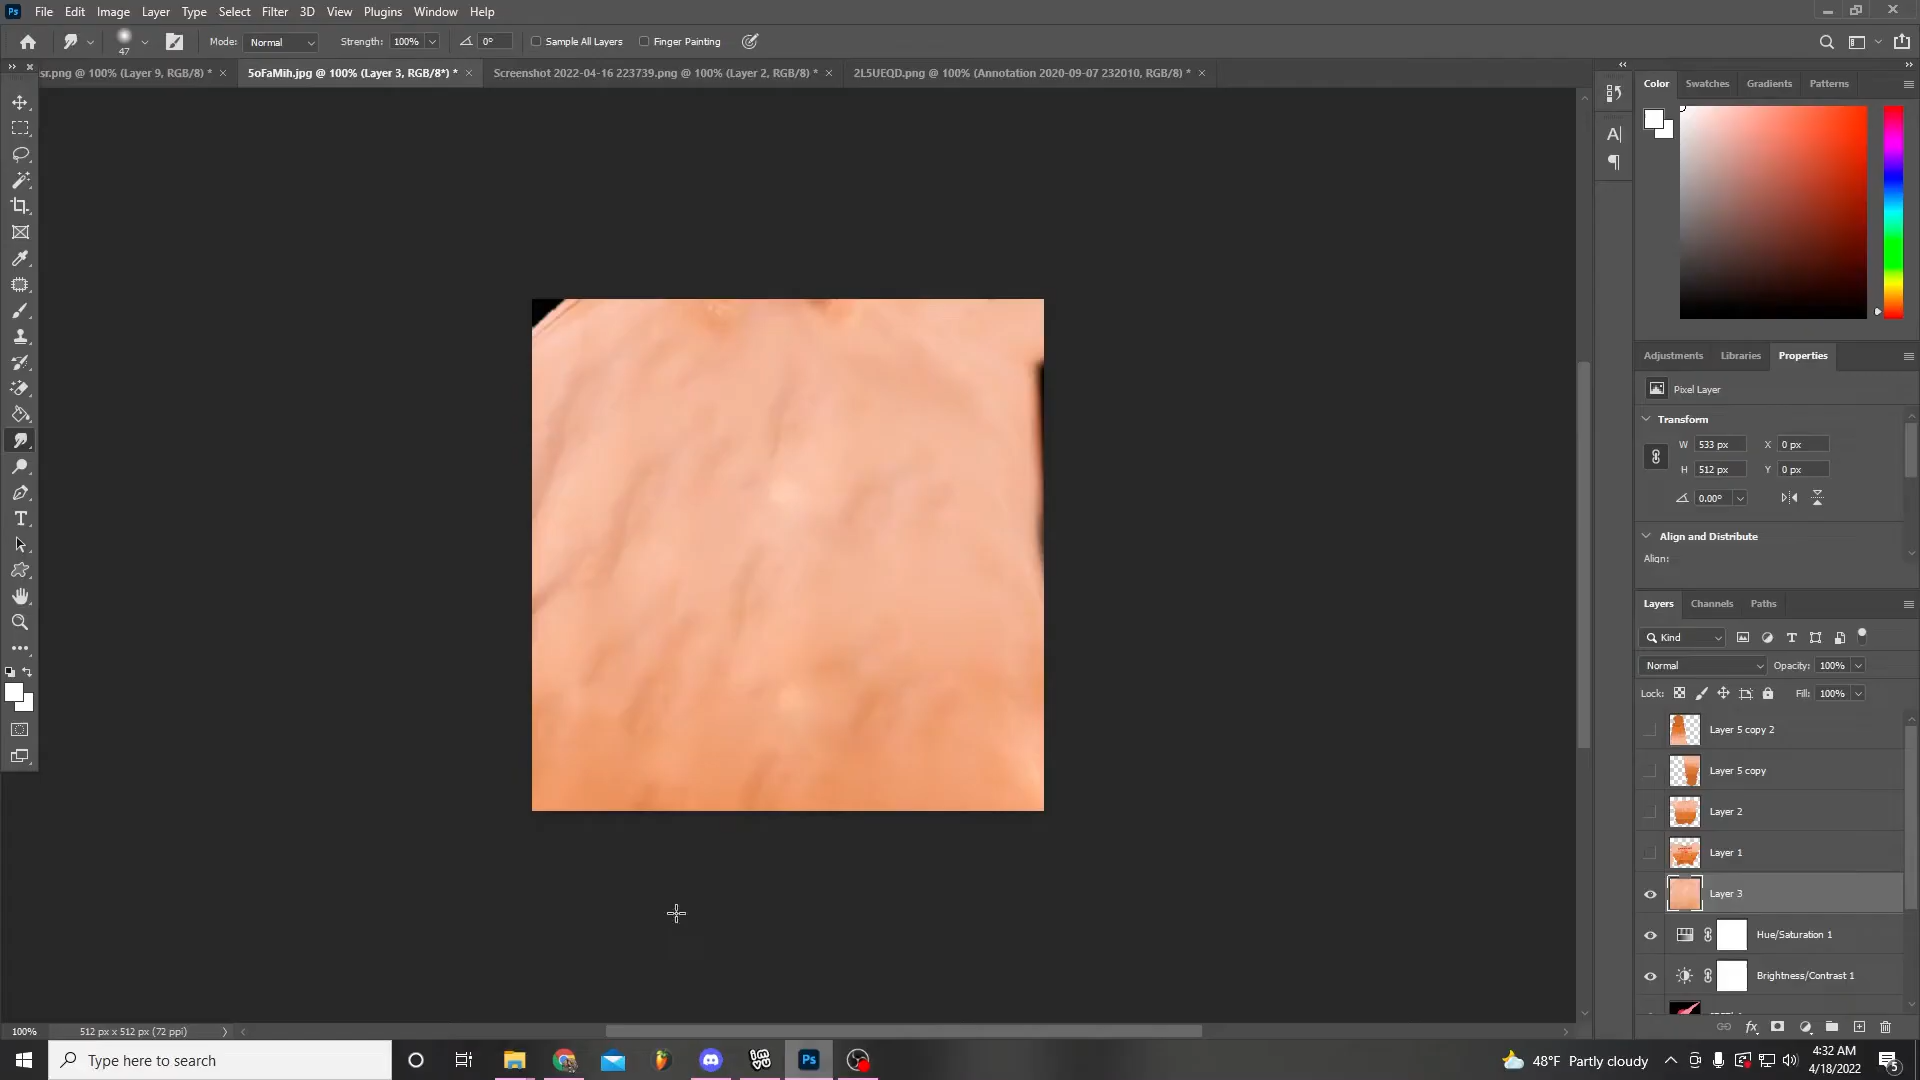 Ps File Edit Image Layer Type Select Filter 3D View Plugins Window Help
47 Mode: Normal Strength: 100% 0° Sample All Layers Finger Painting
sr.png @ 100% (Layer 9, RGB/8) * 5oFaMih.jpg @ 100% (Layer 3, RGB/8*) * Screenshot 2022-04-16 223739.png @ 100% (Layer 2, RGB/8) * 2L5UEQD.png @ 100% (Annotation 2020-09-07 232010, RGB/8) *
Color Swatches Gradients Patterns
Adjustments Libraries Properties
Pixel Layer
Transform
W 533 px X 0 px
H 512 px Y 0 px
0.00°
Align and Distribute
Align:
Layers Channels Paths
Kind
Normal Opacity: 100%
Lock: Fill: 100%
Layer 5 copy 2
Layer 5 copy
Layer 2
Layer 1
Layer 3
Hue/Saturation 1
Brightness/Contrast 1
100% 512 px x 512 px (72 ppi)
Type here to search
Ps
48°F Partly cloudy
4:32 AM
4/18/2022
5